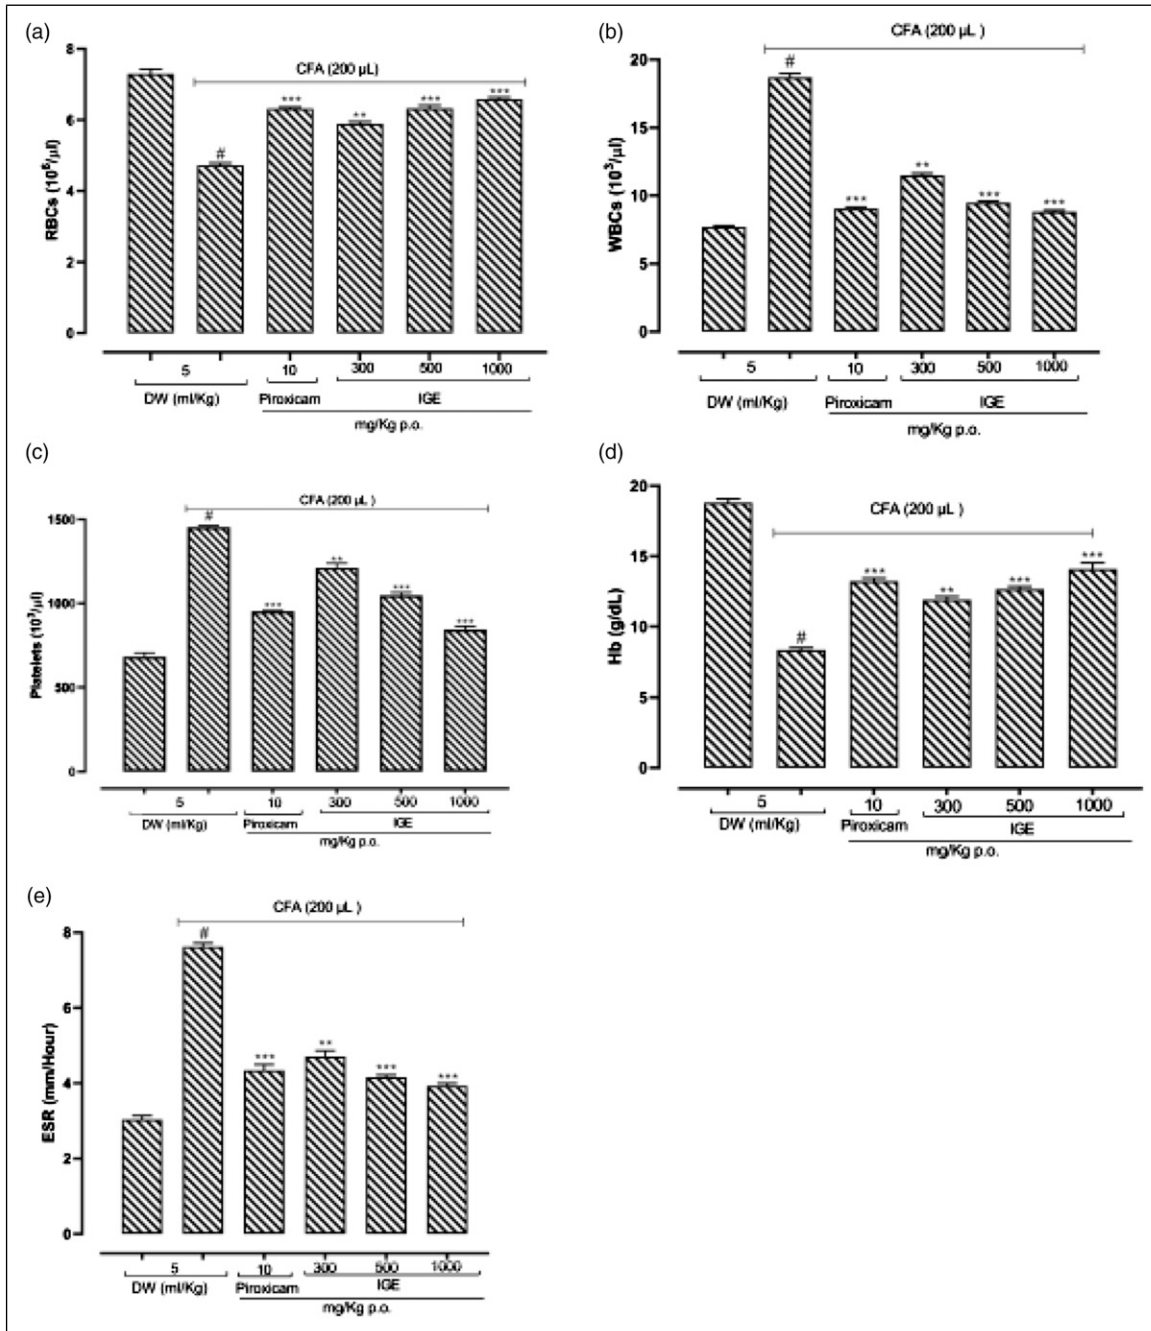 (a)
8
6
4
2
0
RBCs (10⁶/µl)
CFA (200 µL)
#
***
**
***
***
5
10
300
500
1000
DW (ml/Kg)
Piroxicam
IGE
mg/Kg p.o.
(b)
20
15
10
5
0
WBCs (10³/µl)
CFA (200 µL )
#
***
**
***
***
5
10
300
500
1000
DW (ml/Kg)
Piroxicam
IGE
mg/Kg p.o.
(c)
1500
1000
500
0
Platelets (10³/µl)
CFA (200 µL )
#
***
**
***
***
5
10
300
500
1000
DW (ml/Kg)
Piroxicam
IGE
mg/Kg p.o.
(d)
20
15
10
5
0
Hb (g/dL)
CFA (200 µL )
#
***
**
***
***
5
10
300
500
1000
DW (ml/Kg)
Piroxicam
IGE
mg/Kg p.o.
(e)
8
6
4
2
0
ESR (mm/Hour)
CFA (200 µL )
#
***
**
***
***
5
10
300
500
1000
DW (ml/Kg)
Piroxicam
IGE
mg/Kg p.o.